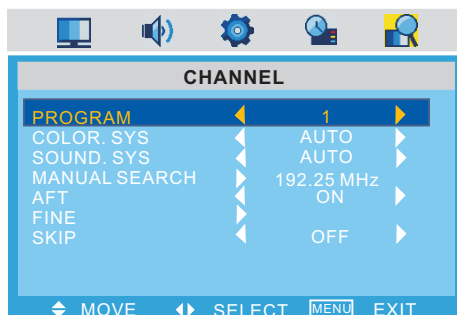 CHANNEL
PROGRAM 1
COLOR. SYS AUTO
SOUND. SYS AUTO
MANUAL SEARCH 192.25 MHz
AFT ON
FINE
SKIP OFF
MOVE SELECT MENU EXIT